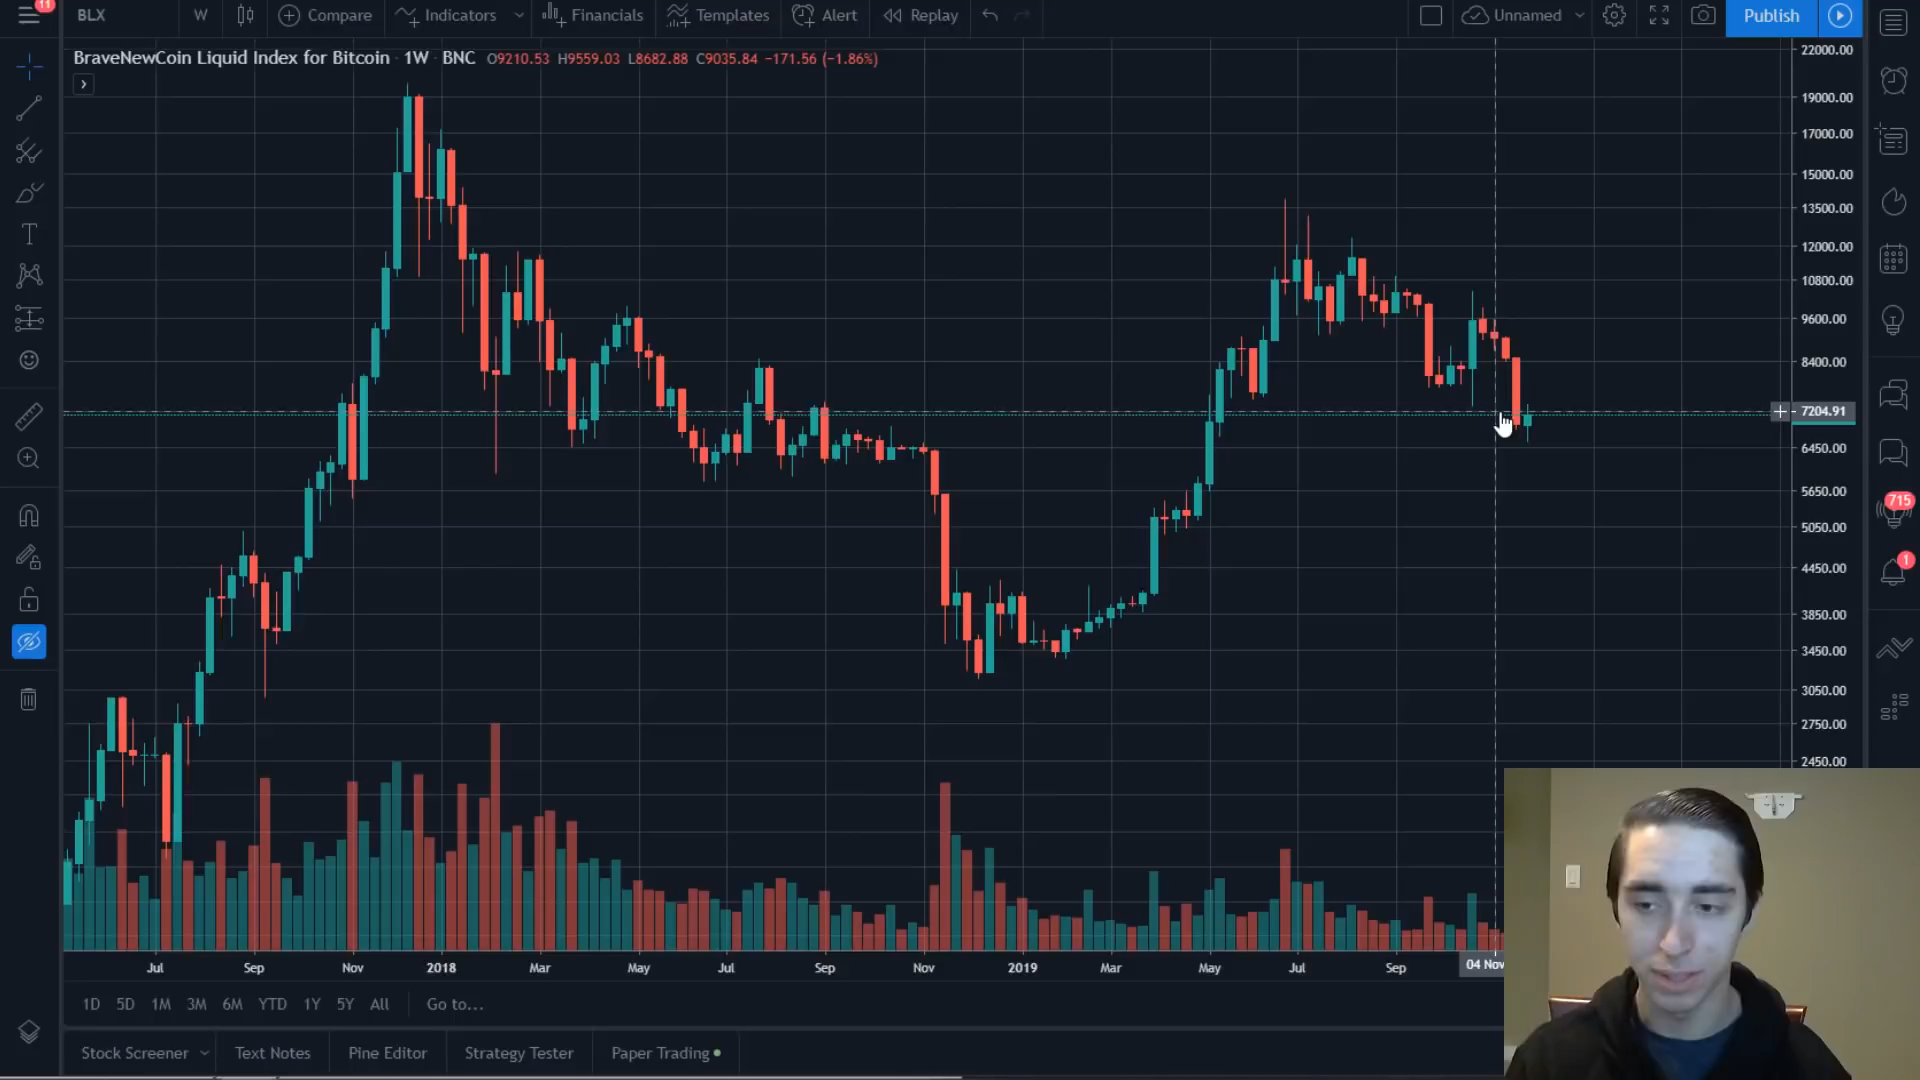 11
BLX
W
Compare
Indicators
Financials
Templates
Alert
Replay
Unnamed
Publish
BraveNewCoin Liquid Index for Bitcoin · 1W · BNC O9210.53 H9559.03 L8682.88 C9035.84 −171.56 (−1.86%)
22000.00
19000.00
17000.00
15000.00
13500.00
12000.00
10800.00
9600.00
8400.00
7204.91
6450.00
5650.00
5050.00
4450.00
3850.00
3450.00
3050.00
2750.00
2450.00
715
1
Jul Sep Nov 2018 Mar May Jul Sep Nov 2019 Mar May Jul Sep 04 Nov
1D 5D 1M 3M 6M YTD 1Y 5Y All Go to...
Stock Screener Text Notes Pine Editor Strategy Tester Paper Trading